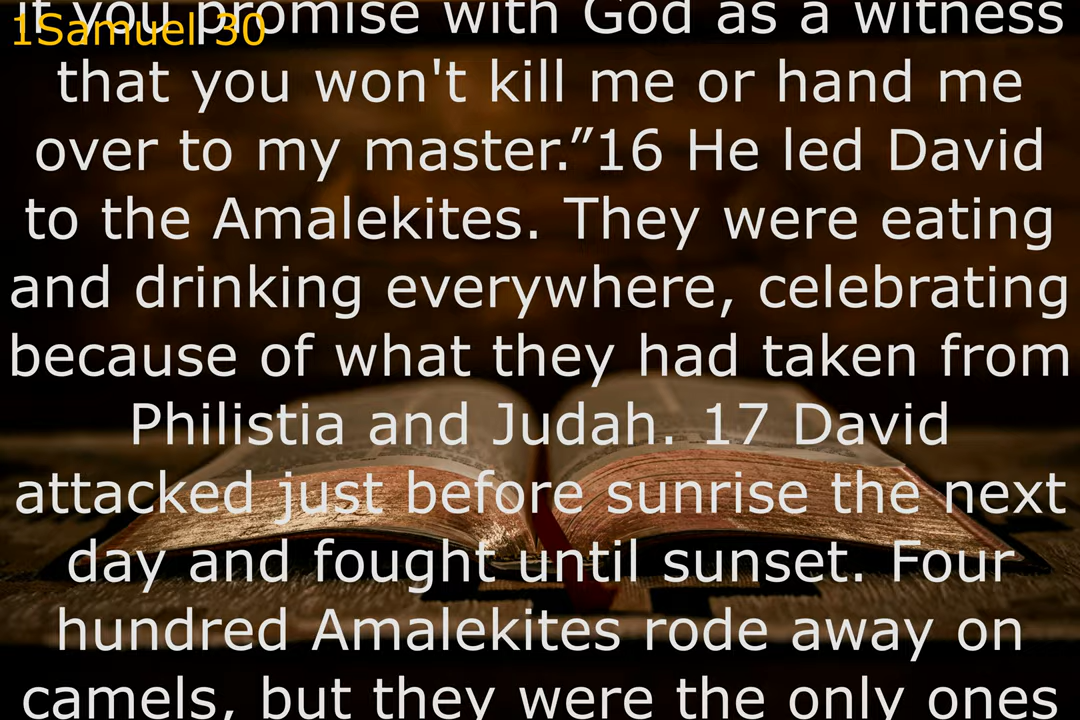 1Samuel 30
if you promise with God as a witness
that you won't kill me or hand me
over to my master.”16 He led David
to the Amalekites. They were eating
and drinking everywhere, celebrating
because of what they had taken from
Philistia and Judah. 17 David
attacked just before sunrise the next
day and fought until sunset. Four
hundred Amalekites rode away on
camels, but they were the only ones